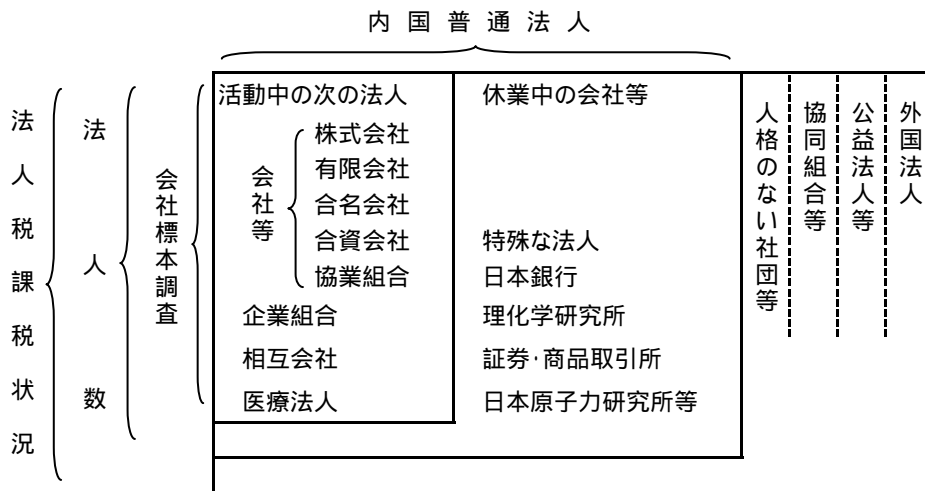 内国普通法人
法人税課税状況
法人数
会社標本調査
活動中の次の法人
会社等
株式会社
有限会社
合名会社
合資会社
協業組合
企業組合
相互会社
医療法人
休業中の会社等
特殊な法人
日本銀行
理化学研究所
証券･商品取引所
日本原子力研究所等
人格のない社団等
協同組合等
公益法人等
外国法人